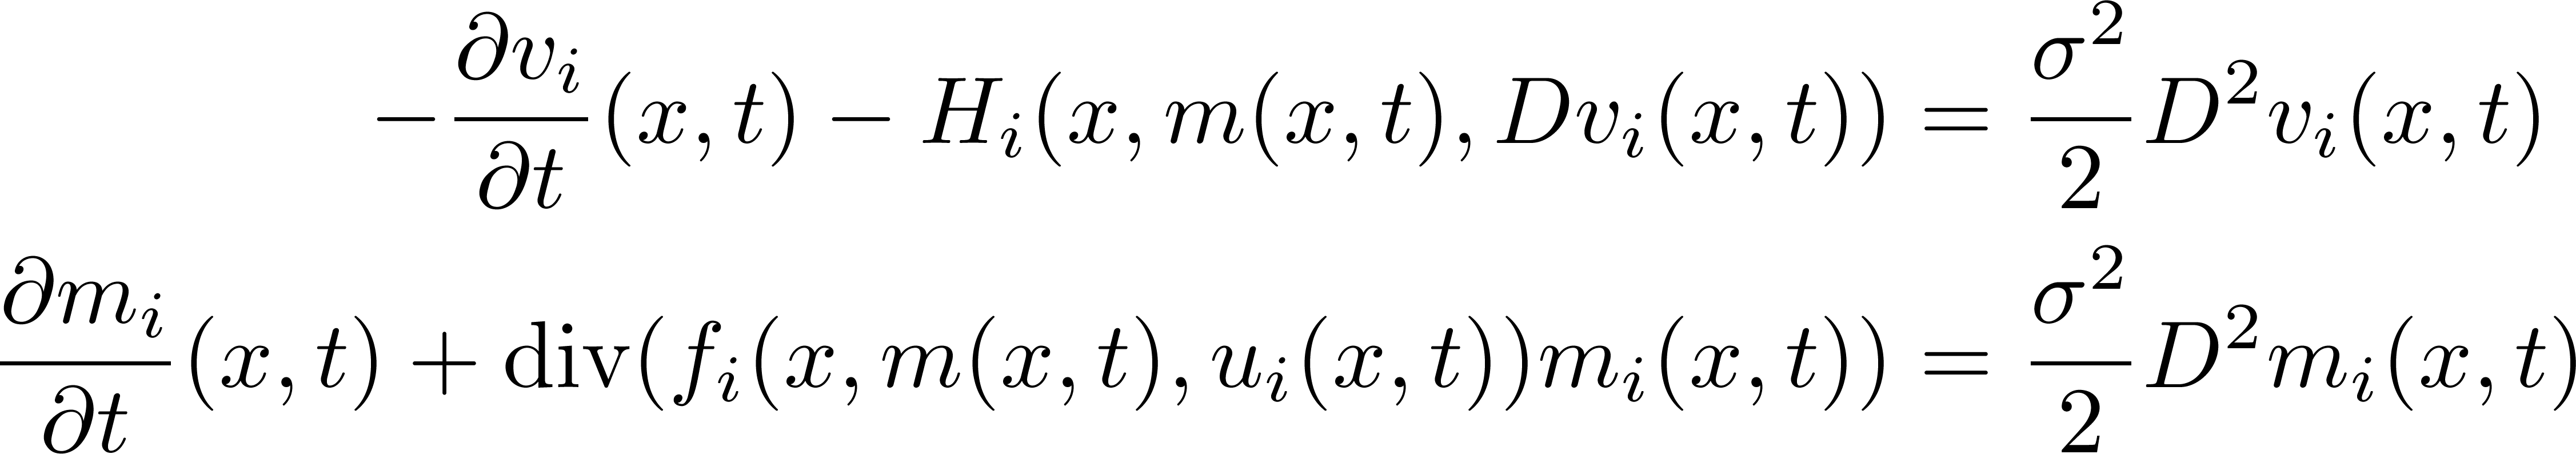 $-\frac{\partial v_i}{\partial t}(x,t) - H_i(x, m(x,t), Dv_i(x,t)) = \frac{\sigma^2}{2} D^2 v_i(x,t)$
$\frac{\partial m_i}{\partial t}(x,t) + \mathrm{div}(f_i(x, m(x,t), u_i(x,t)) m_i(x,t)) = \frac{\sigma^2}{2} D^2 m_i(x,t)$